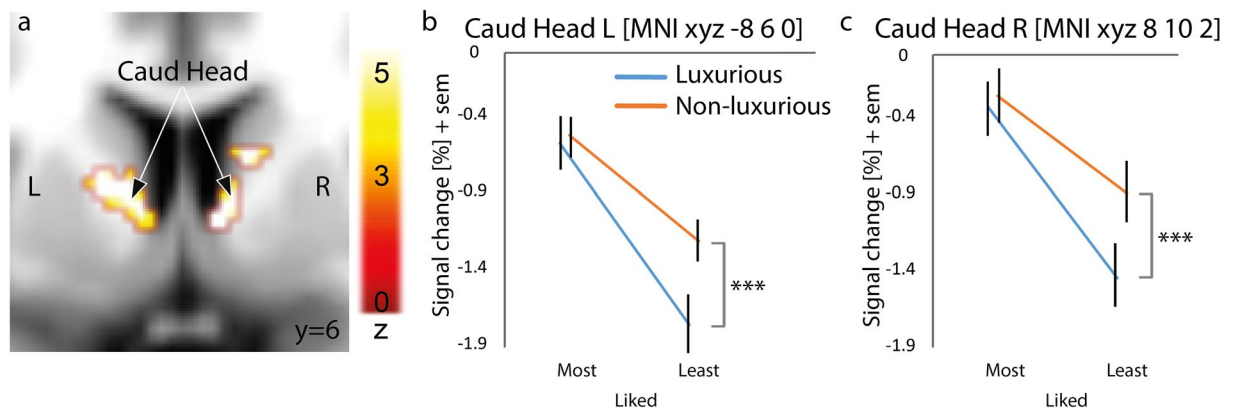 a
Caud Head
L
R
y=6
5
3
0
z
b
Caud Head L [MNI xyz -8 6 0]
Signal change [%] + sem
0
-0.4
-0.9
-1.4
-1.9
Luxurious
Non-luxurious
***
Most
Least
Liked
c
Caud Head R [MNI xyz 8 10 2]
Signal change [%] + sem
0
-0.4
-0.9
-1.4
-1.9
***
Most
Least
Liked